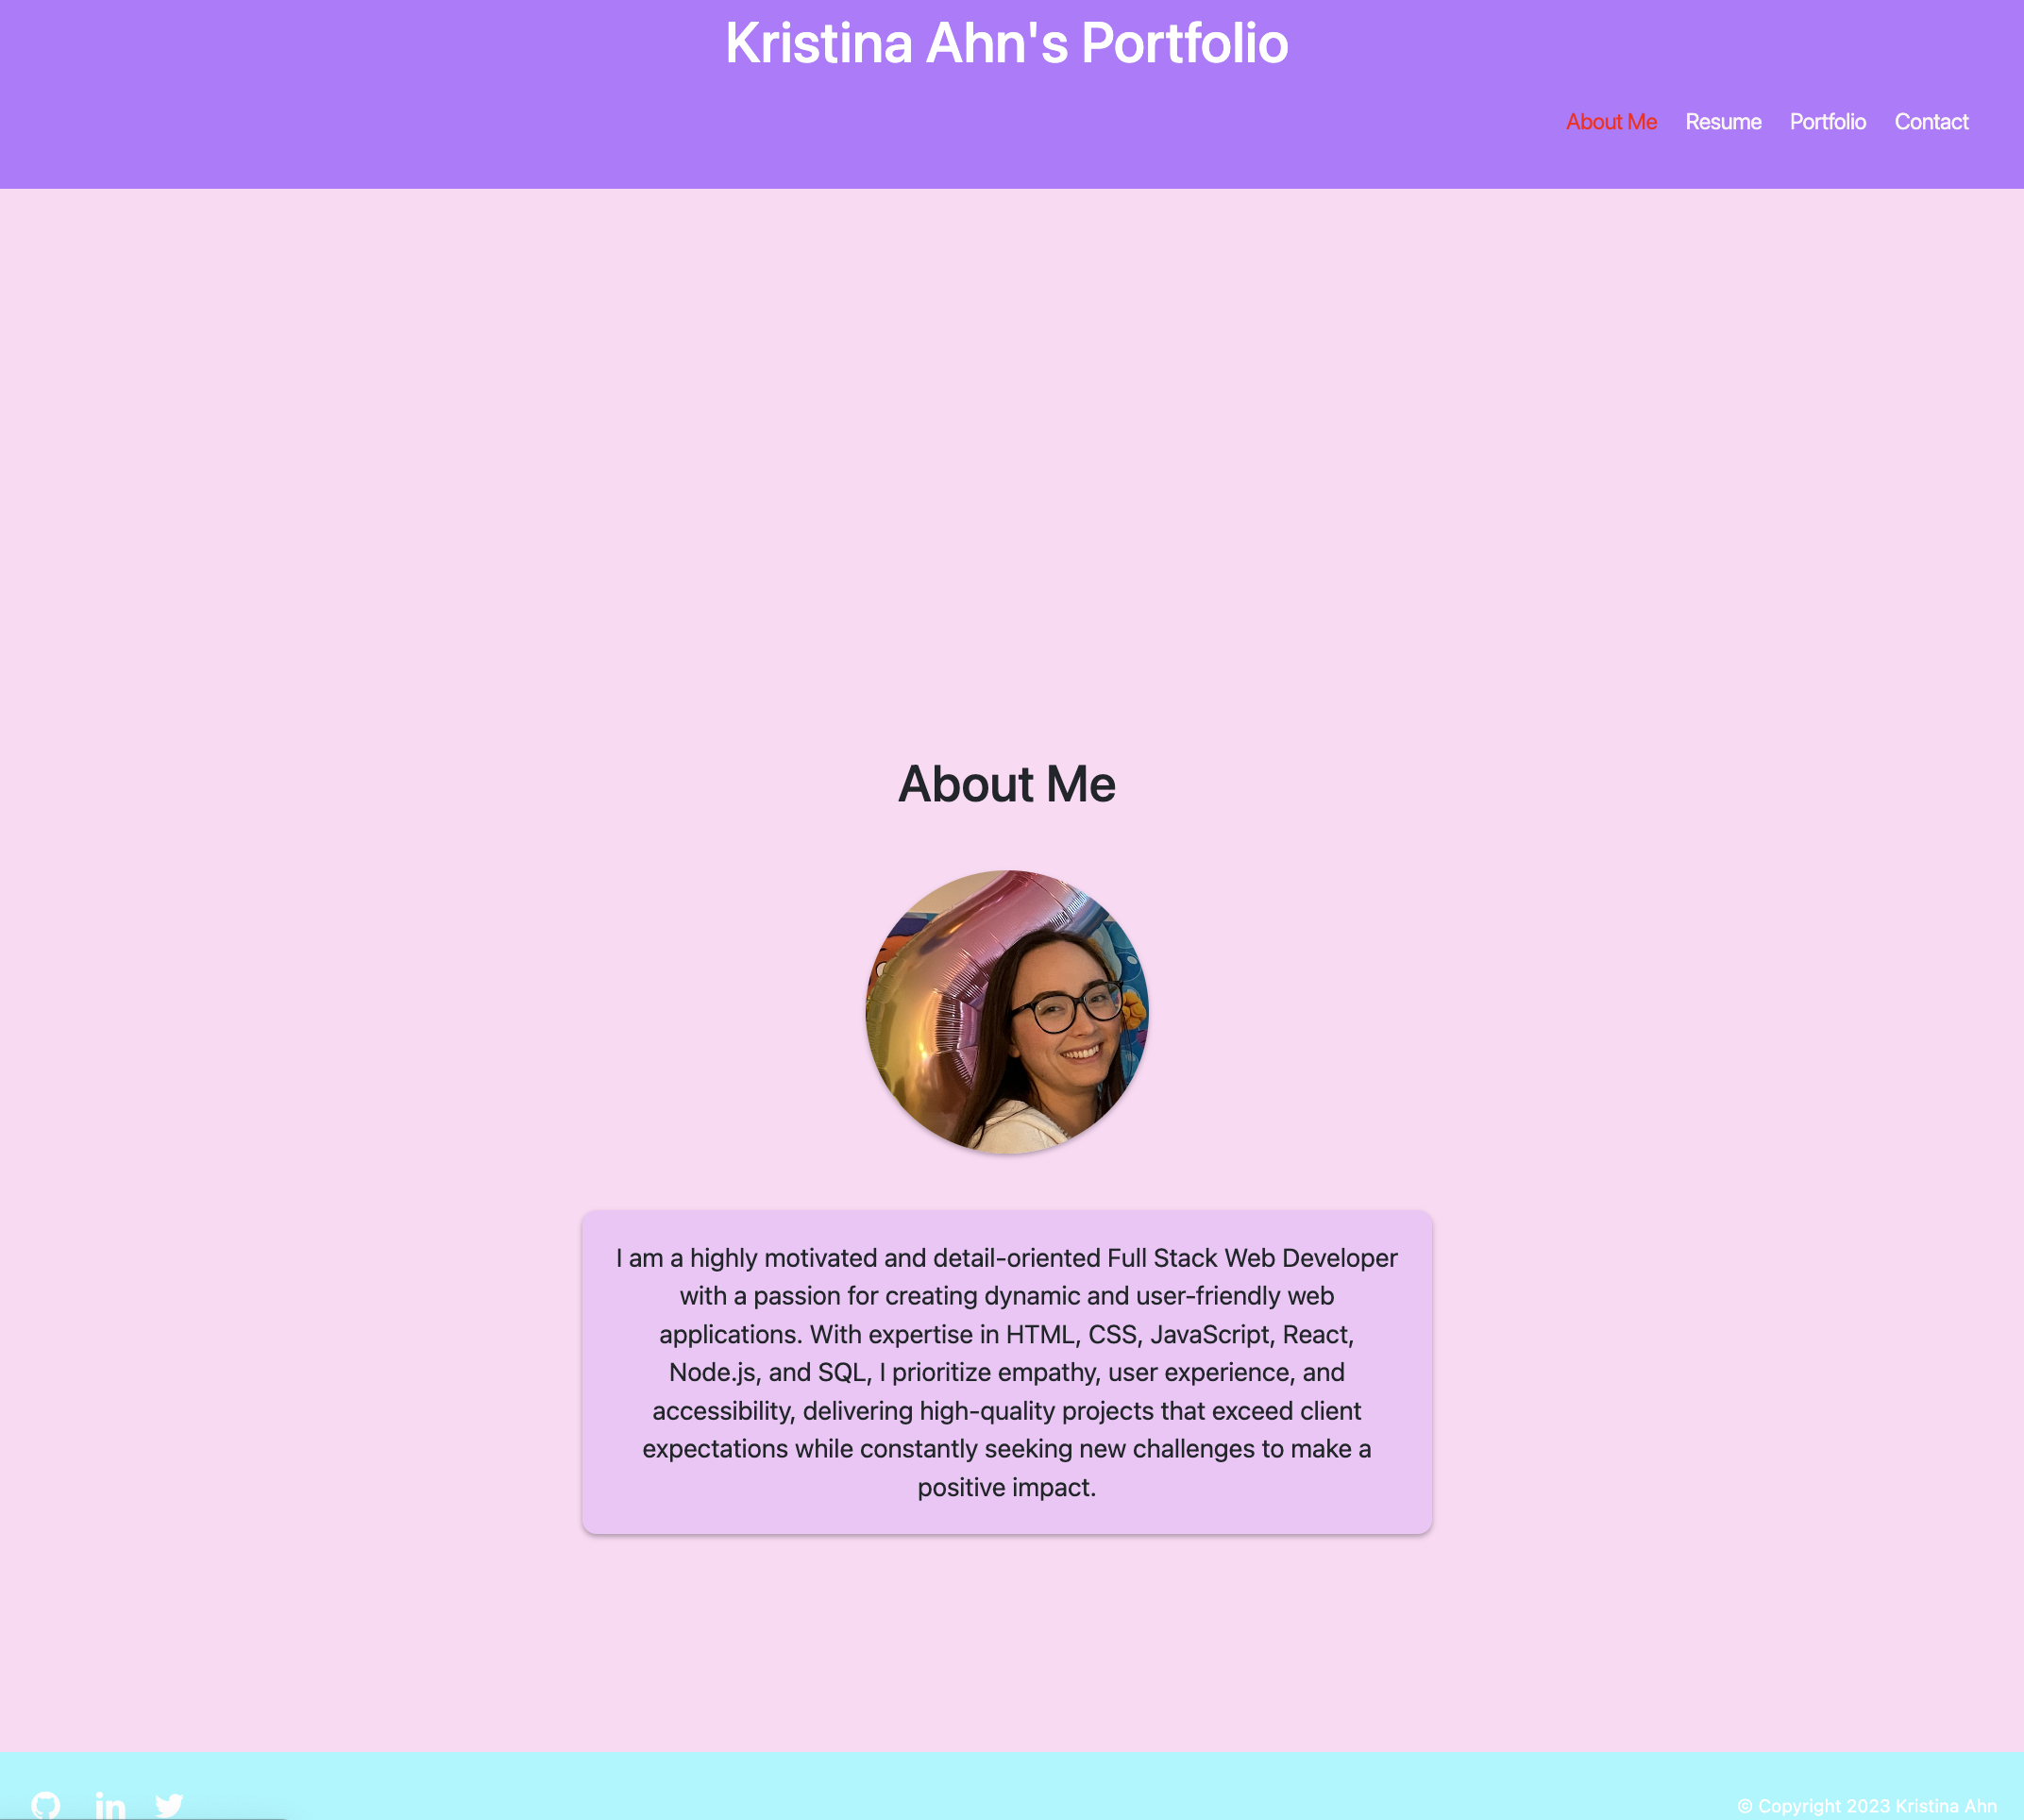 Kristina Ahn's Portfolio
About Me Resume Portfolio Contact
About Me
I am a highly motivated and detail-oriented Full Stack Web Developer
with a passion for creating dynamic and user-friendly web
applications. With expertise in HTML, CSS, JavaScript, React,
Node.js, and SQL, I prioritize empathy, user experience, and
accessibility, delivering high-quality projects that exceed client
expectations while constantly seeking new challenges to make a
positive impact.
© Copyright 2023 Kristina Ahn